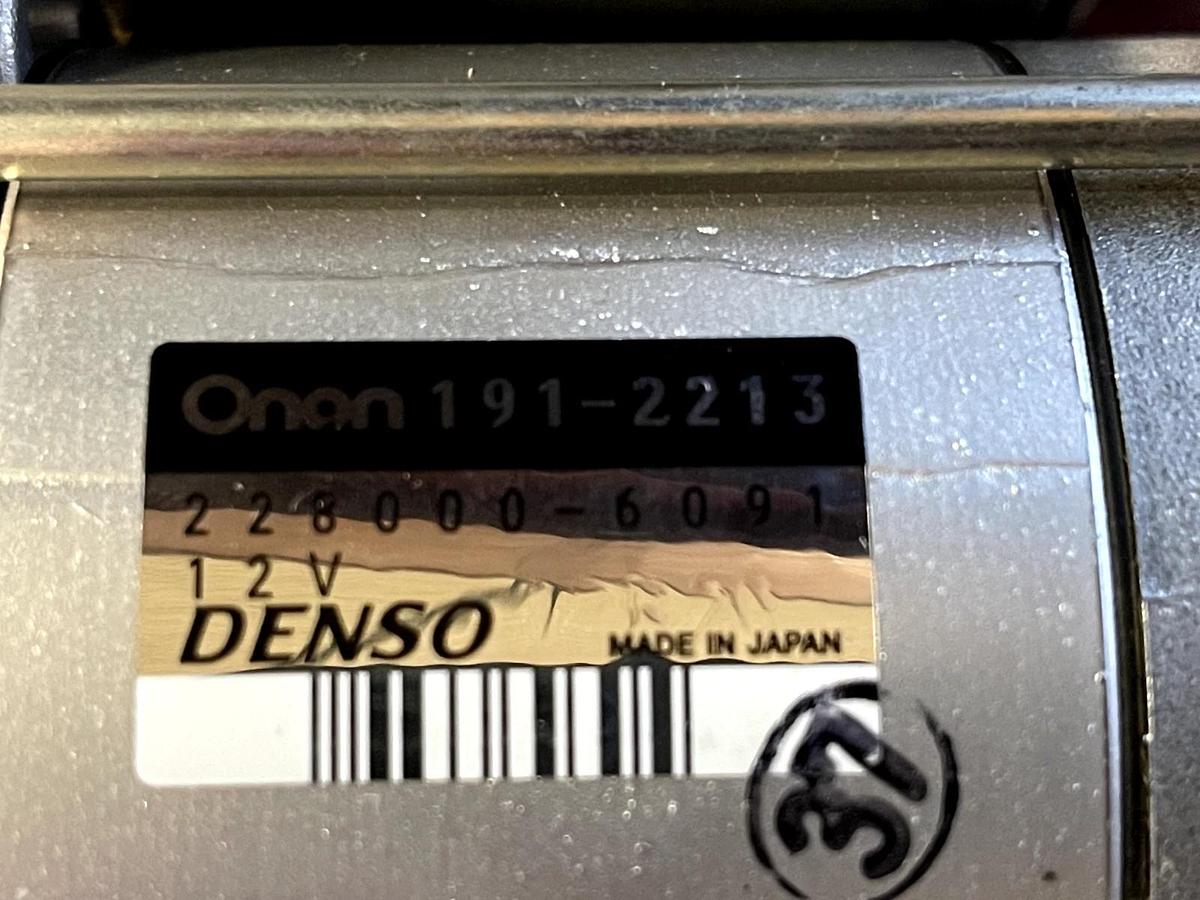 Onan 191-2213
228000-6091
12V
DENSO
MADE IN JAPAN
37